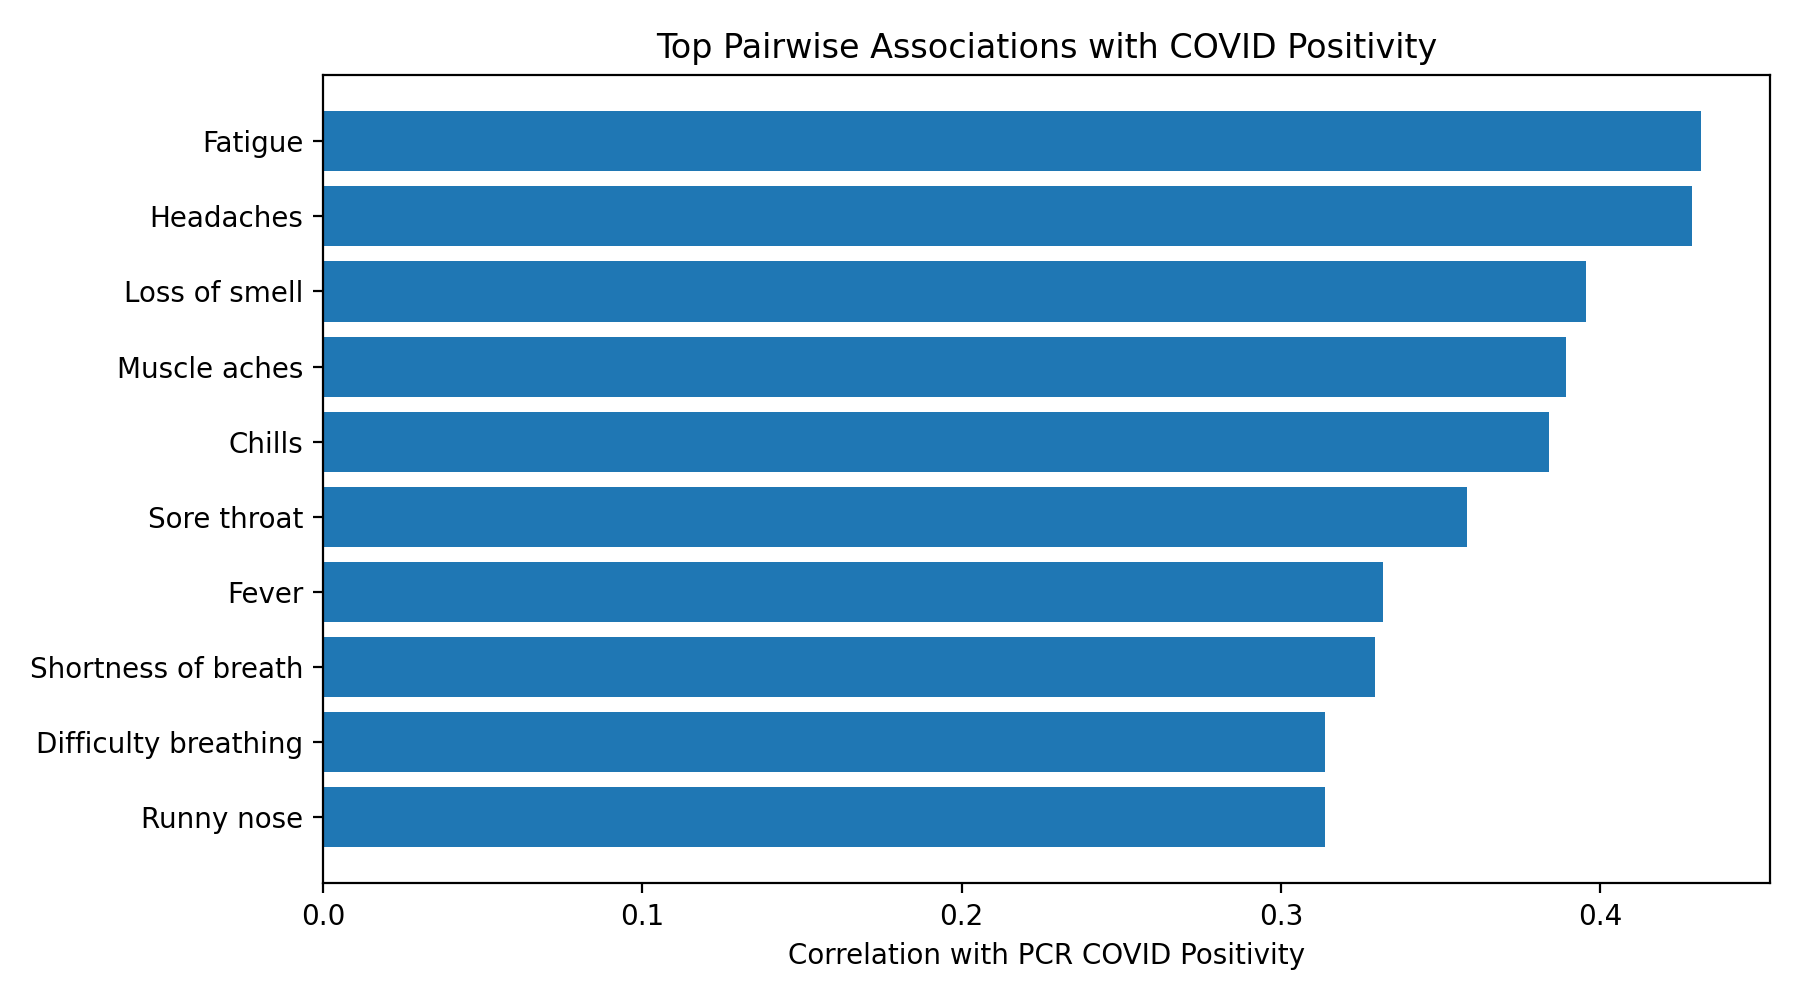 Top Pairwise Associations with COVID Positivity
Fatigue
Headaches
Loss of smell
Muscle aches
Chills
Sore throat
Fever
Shortness of breath
Difficulty breathing
Runny nose
0.0 0.1 0.2 0.3 0.4
Correlation with PCR COVID Positivity